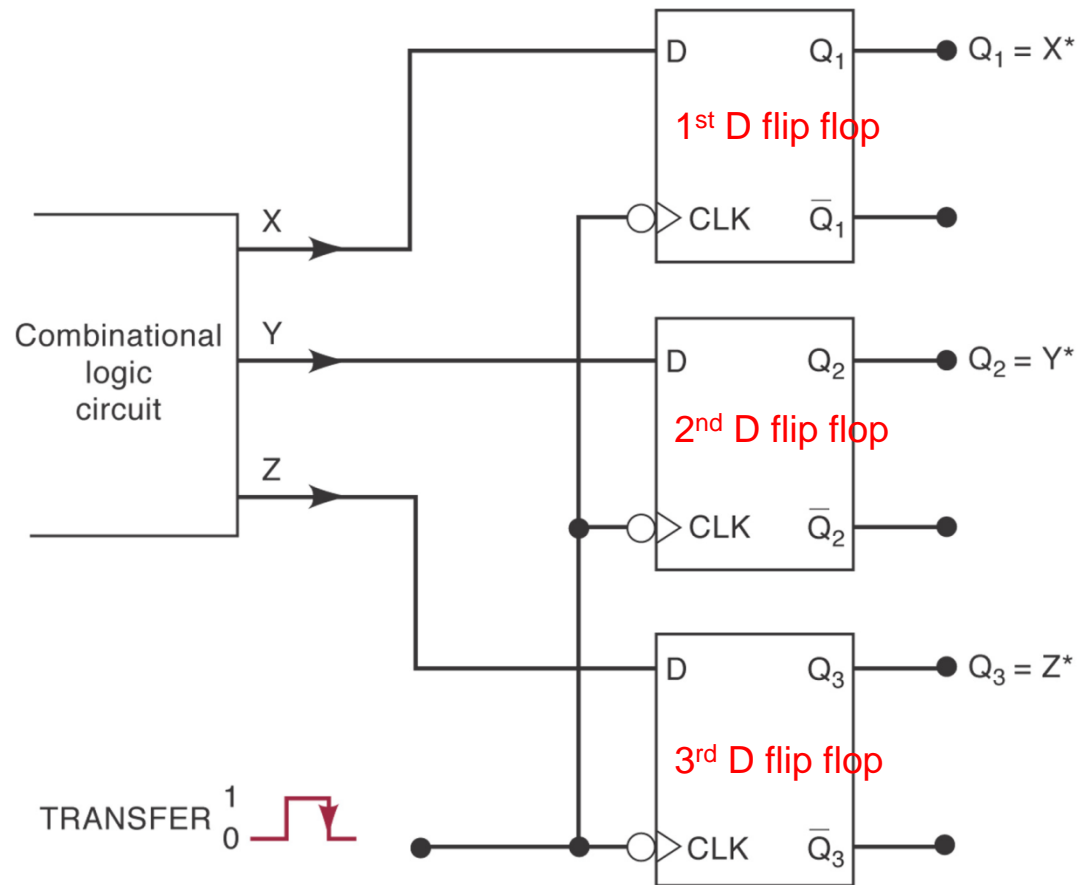 D
Q₁
Q₁ = X*
1st D flip flop
CLK
Q̅₁
X
Combinational
logic
circuit
Y
D
Q₂
Q₂ = Y*
2nd D flip flop
CLK
Q̅₂
Z
D
Q₃
Q₃ = Z*
3rd D flip flop
TRANSFER
1
0
CLK
Q̅₃